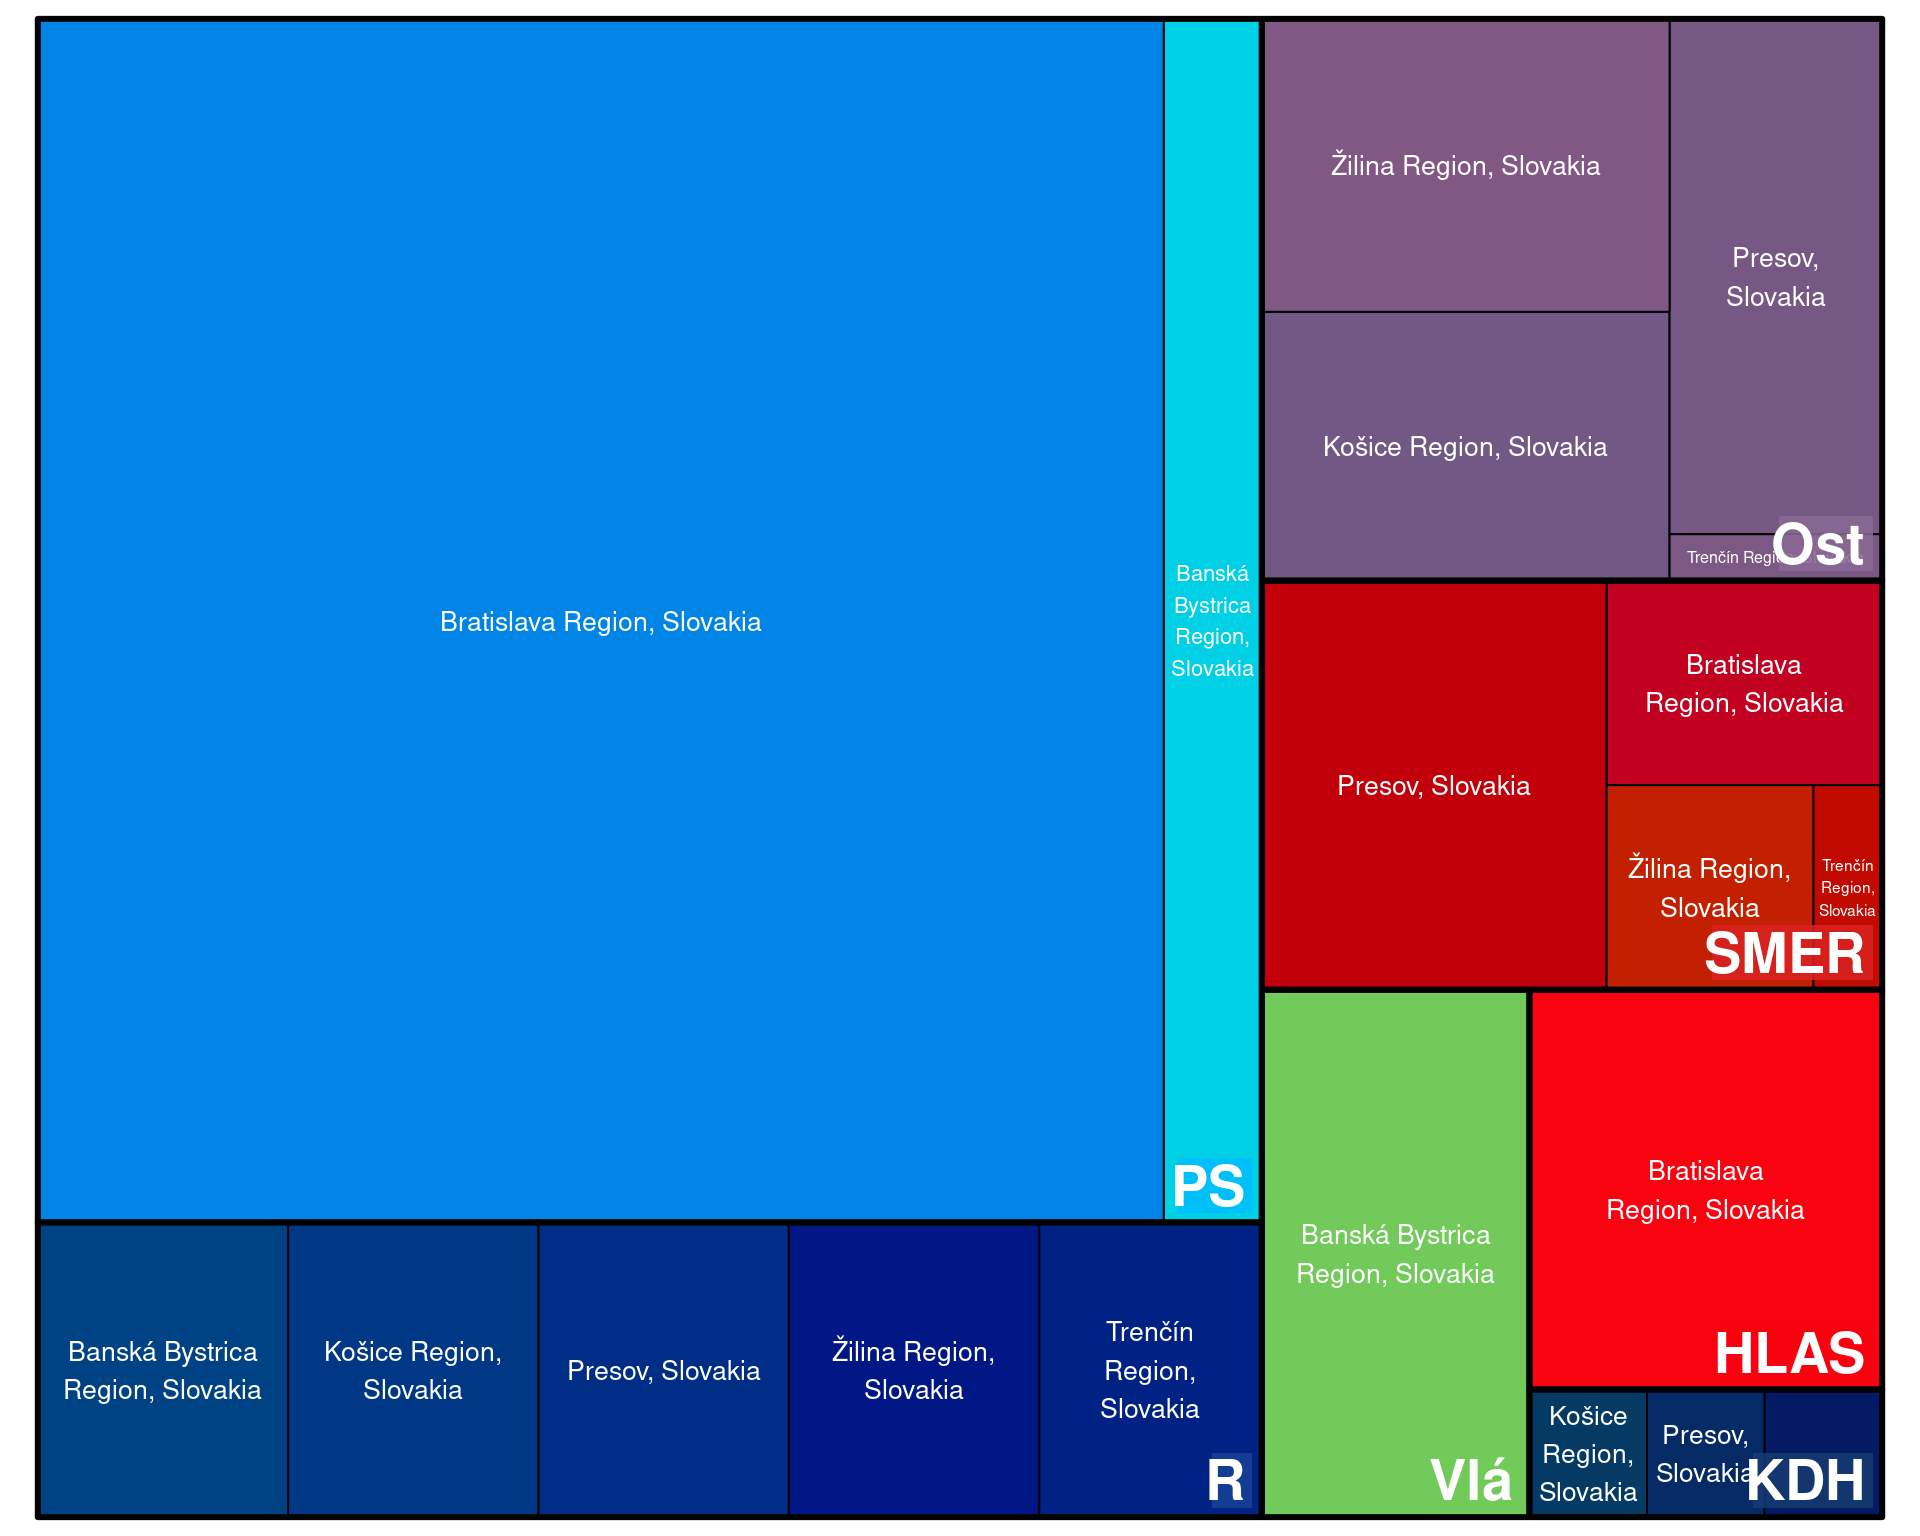 Bratislava Region, Slovakia
Banská
Bystrica
Region,
Slovakia
PS
Žilina Region, Slovakia
Presov,
Slovakia
Košice Region, Slovakia
Trenčín Regi
Ost
Presov, Slovakia
Bratislava
Region, Slovakia
Žilina Region,
Slovakia
Trenčín
Region,
Slovakia
SMER
Banská Bystrica
Region, Slovakia
Vlá
Bratislava
Region, Slovakia
HLAS
Banská Bystrica
Region, Slovakia
Košice Region,
Slovakia
Presov, Slovakia
Žilina Region,
Slovakia
Trenčín
Region,
Slovakia
R
Košice
Region,
Slovakia
Presov,
Slovakia
KDH